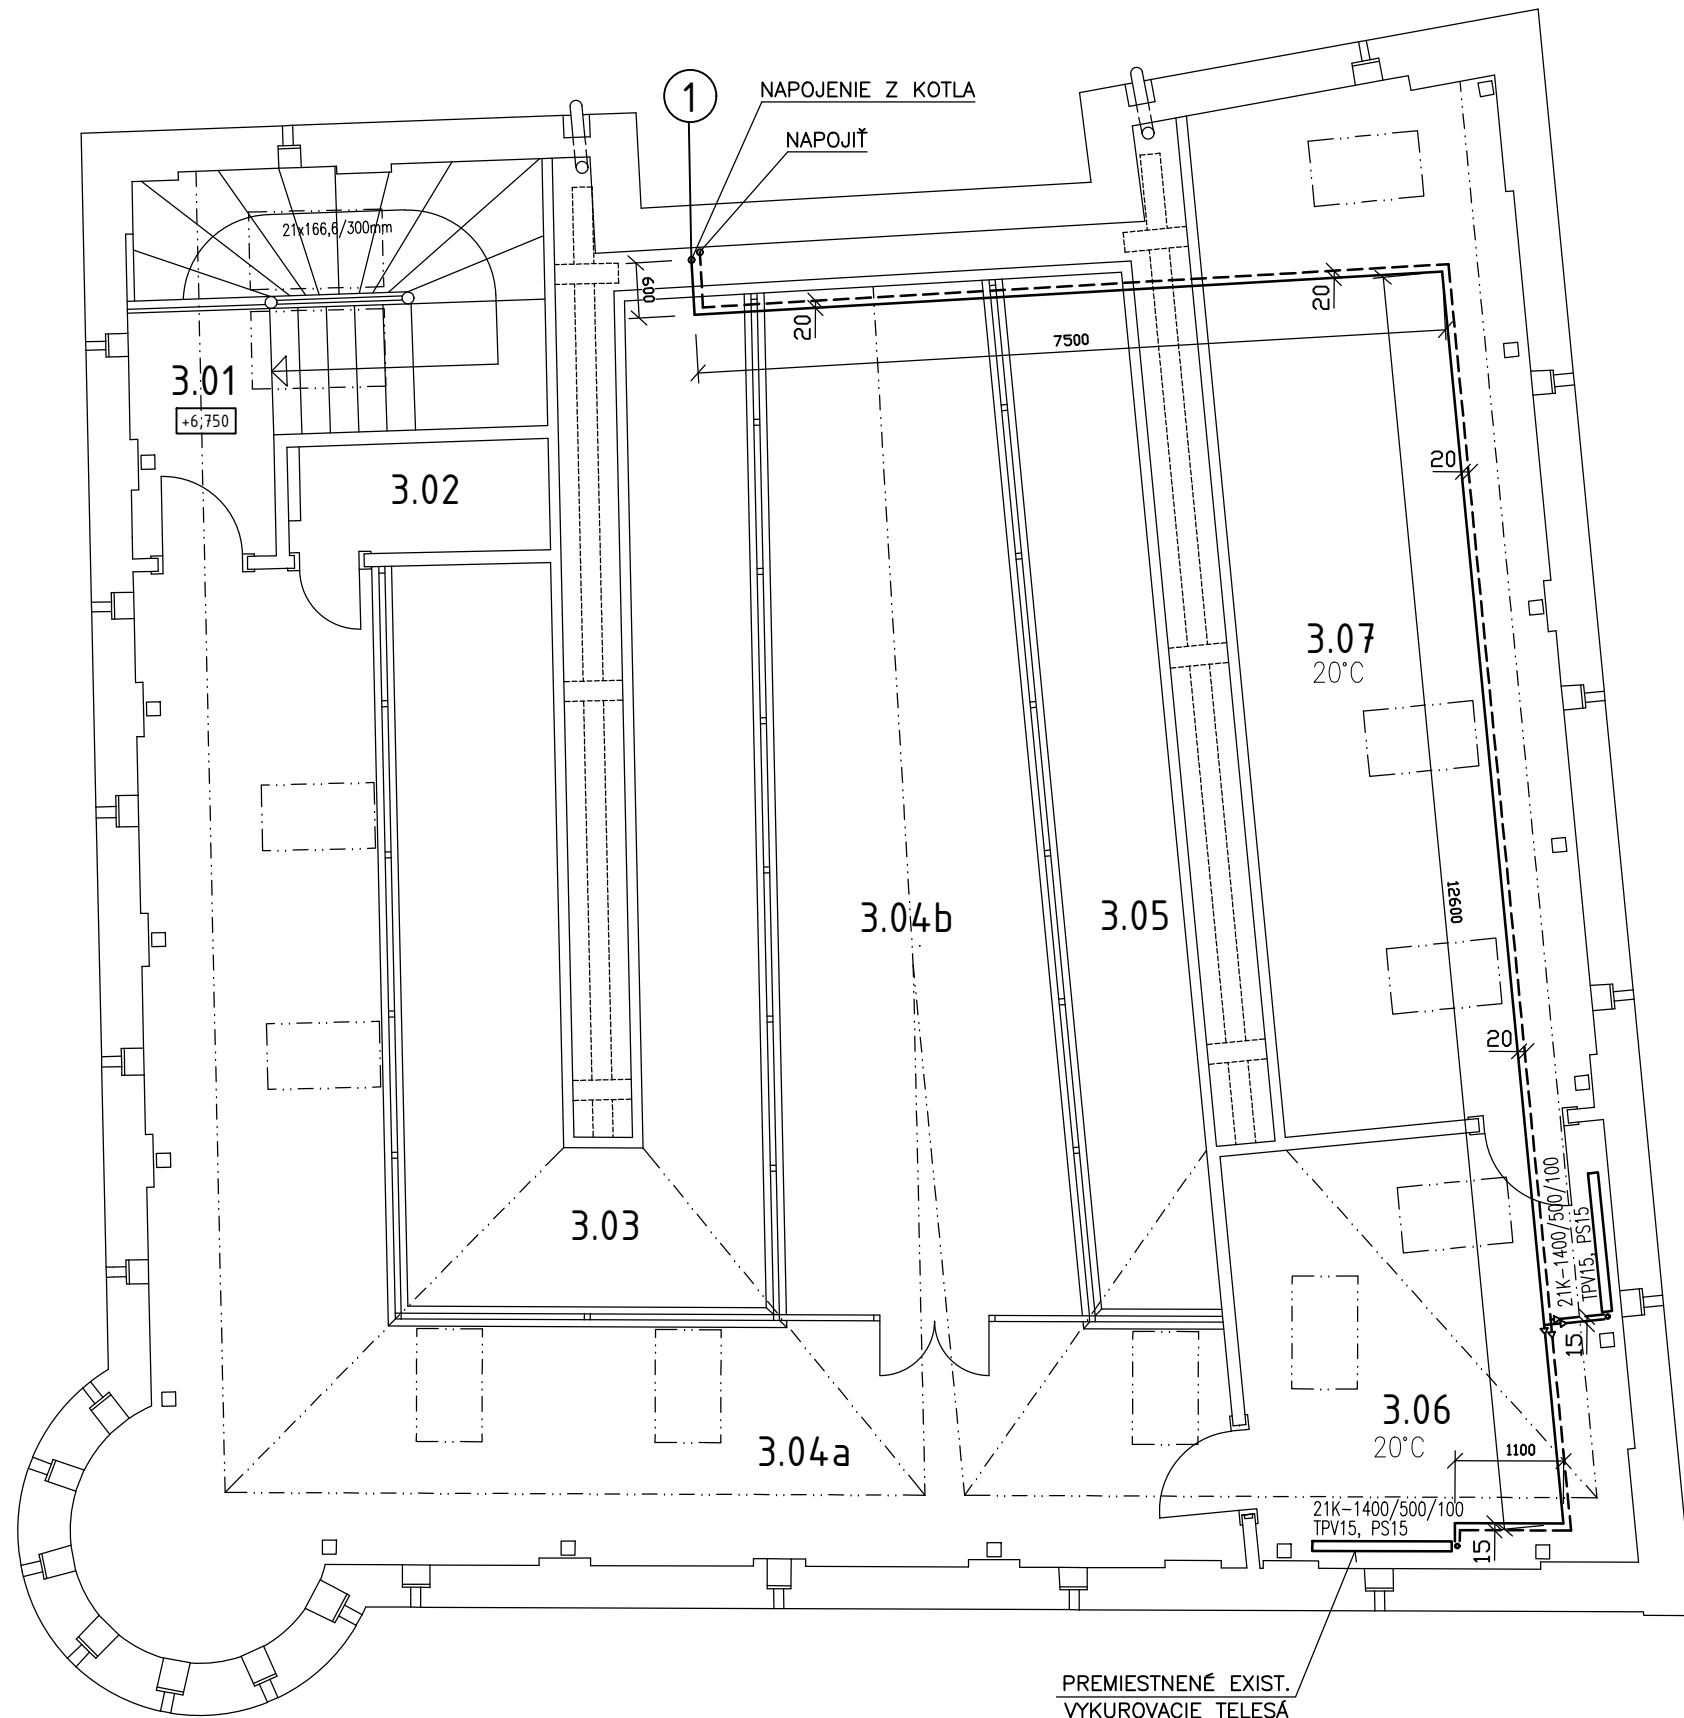 1
NAPOJENIE Z KOTLA
NAPOJIŤ
21x166,6/300mm
600
20
20
7500
3.01
+6,750
3.02
20
3.07
20°C
12600
3.04b
3.05
20
3.03
21K-1400/500/100
TPV15, PS15
15
3.06
20°C
3.04a
1100
21K-1400/500/100
TPV15, PS15
15
PREMIESTNENÉ EXIST.
VYKUROVACIE TELESÁ